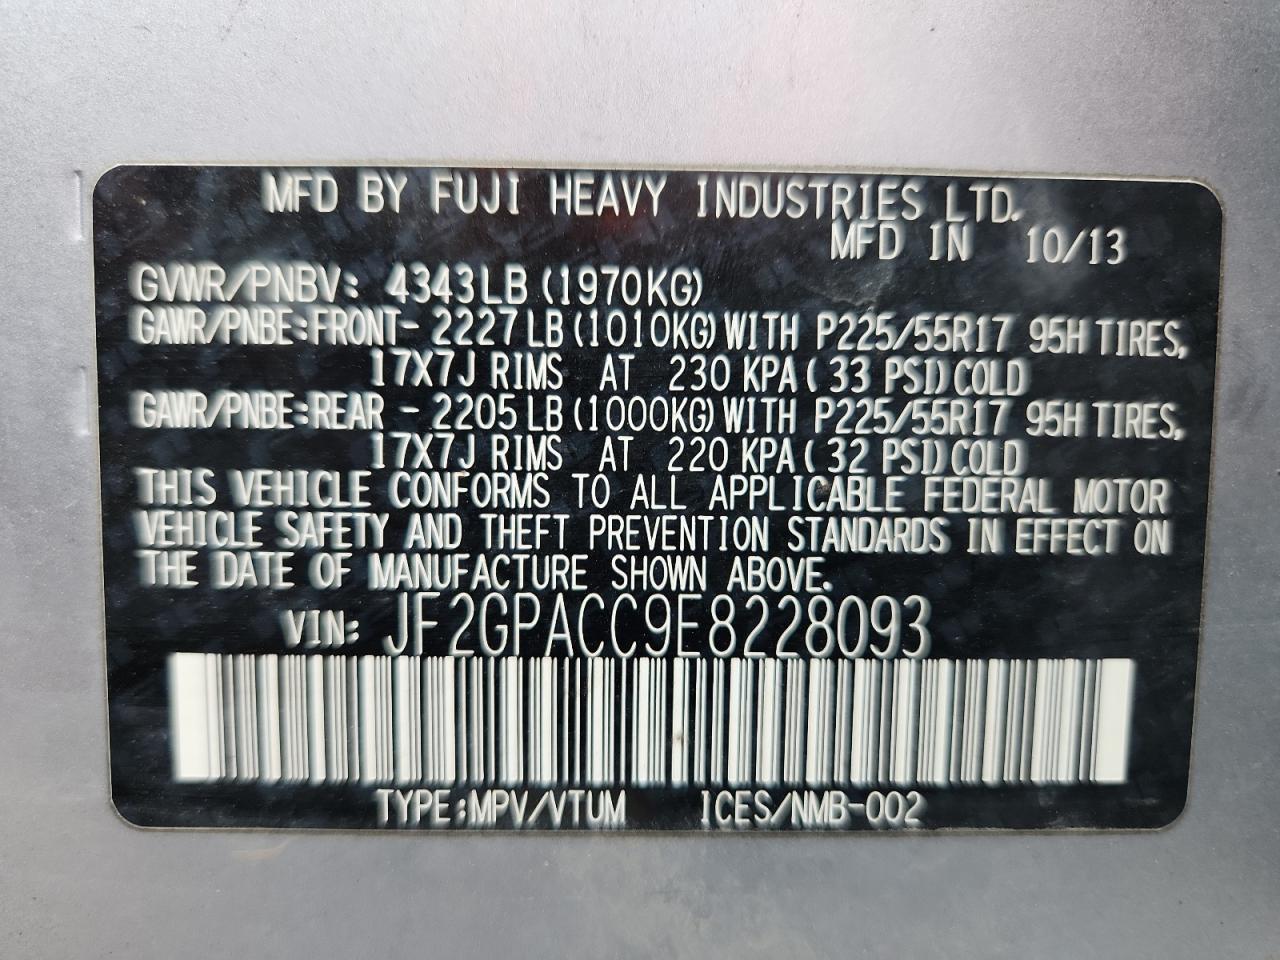 MFD BY FUJI HEAVY INDUSTRIES LTD.
MFD IN 10/13
GVWR/PNBV: 4343LB (1970KG)
GAWR/PNBE:FRONT- 2227 LB (1010KG) WITH P225/55R17 95H TIRES,
17X7J RIMS AT 230 KPA ( 33 PSI) COLD
GAWR/PNBE:REAR - 2205 LB (1000KG) WITH P225/55R17 95H TIRES,
17X7J RIMS AT 220 KPA ( 32 PSI) COLD
THIS VEHICLE CONFORMS TO ALL APPLICABLE FEDERAL MOTOR
VEHICLE SAFETY AND THEFT PREVENTION STANDARDS IN EFFECT ON
THE DATE OF MANUFACTURE SHOWN ABOVE.
VIN: JF2GPACC9E8228093
TYPE:MPV/VTUM ICES/NMB-002